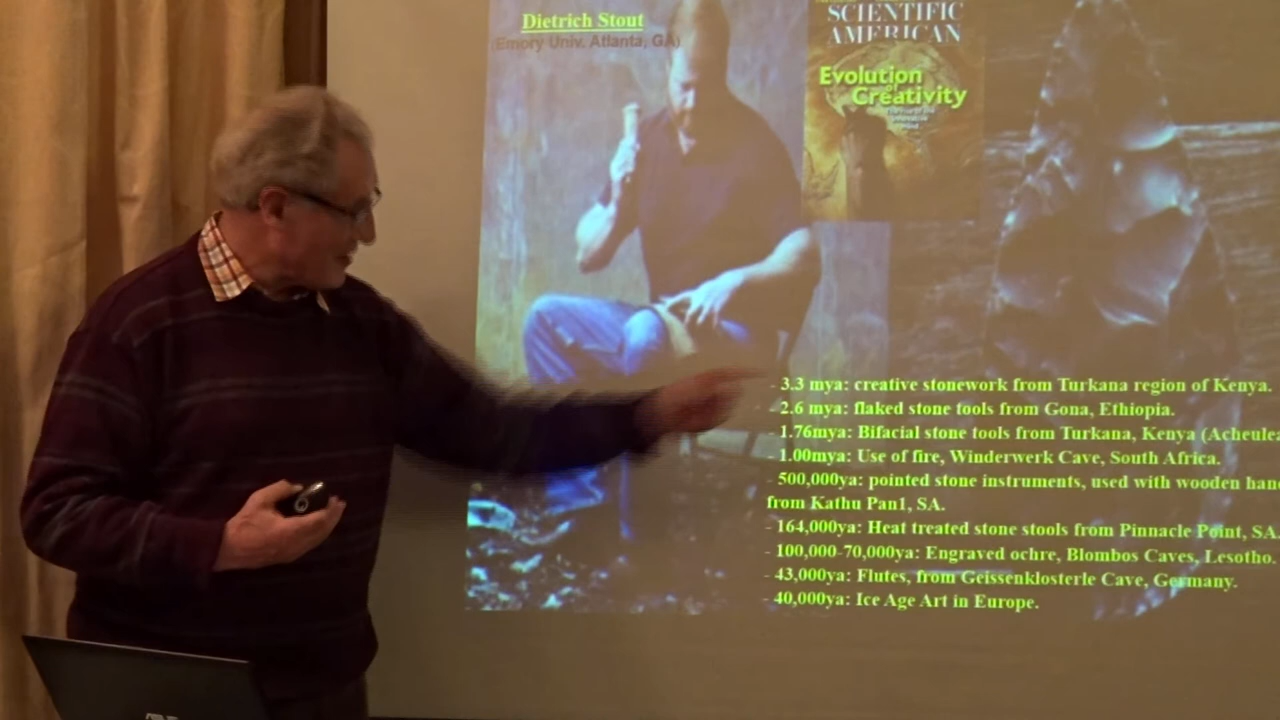 Dietrich Stout
(Emory Univ. Atlanta, GA)
SCIENTIFIC
AMERICAN
Evolution
of
Creativity
- 3.3 mya: creative stonework from Turkana region of Kenya.
- 2.6 mya: flaked stone tools from Gona, Ethiopia.
- 1.76mya: Bifacial stone tools from Turkana, Kenya (Acheulea
- 1.00mya: Use of fire, Winderwerk Cave, South Africa.
- 500,000ya: pointed stone instruments, used with wooden han
from Kathu Pan1, SA.
- 164,000ya: Heat treated stone stools from Pinnacle Point, SA.
- 100,000-70,000ya: Engraved ochre, Blombos Caves, Lesotho.
- 43,000ya: Flutes, from Geissenklosterle Cave, Germany.
- 40,000ya: Ice Age Art in Europe.